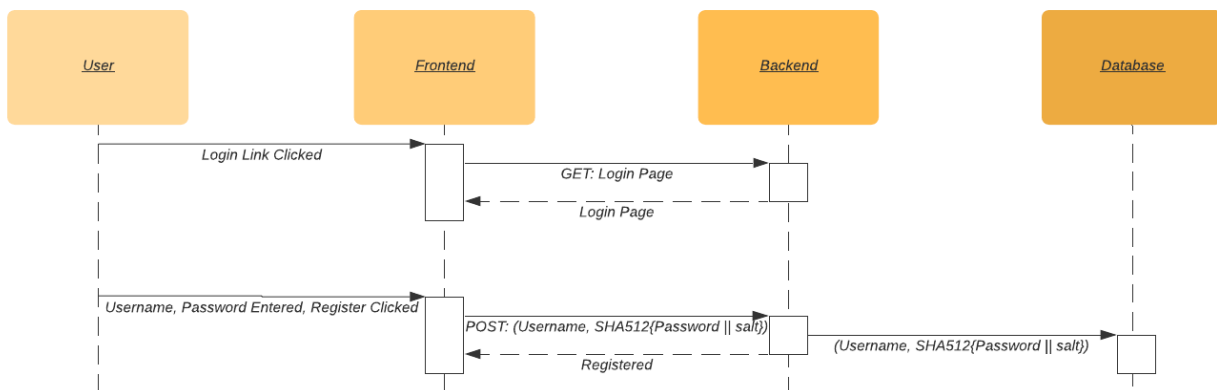 User
Frontend
Backend
Database
Login Link Clicked
GET: Login Page
Login Page
Username, Password Entered, Register Clicked
POST: (Username, SHA512{Password || salt})
(Username, SHA512{Password || salt})
Registered